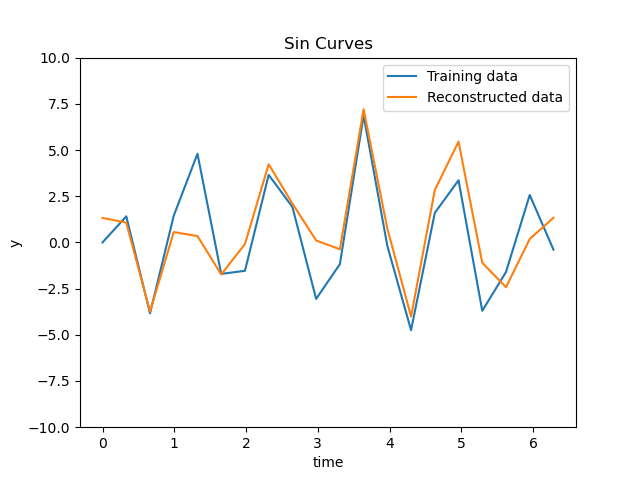 Sin Curves
Training data
Reconstructed data
10.0
7.5
5.0
2.5
0.0
−2.5
−5.0
−7.5
−10.0
y
0 1 2 3 4 5 6
time